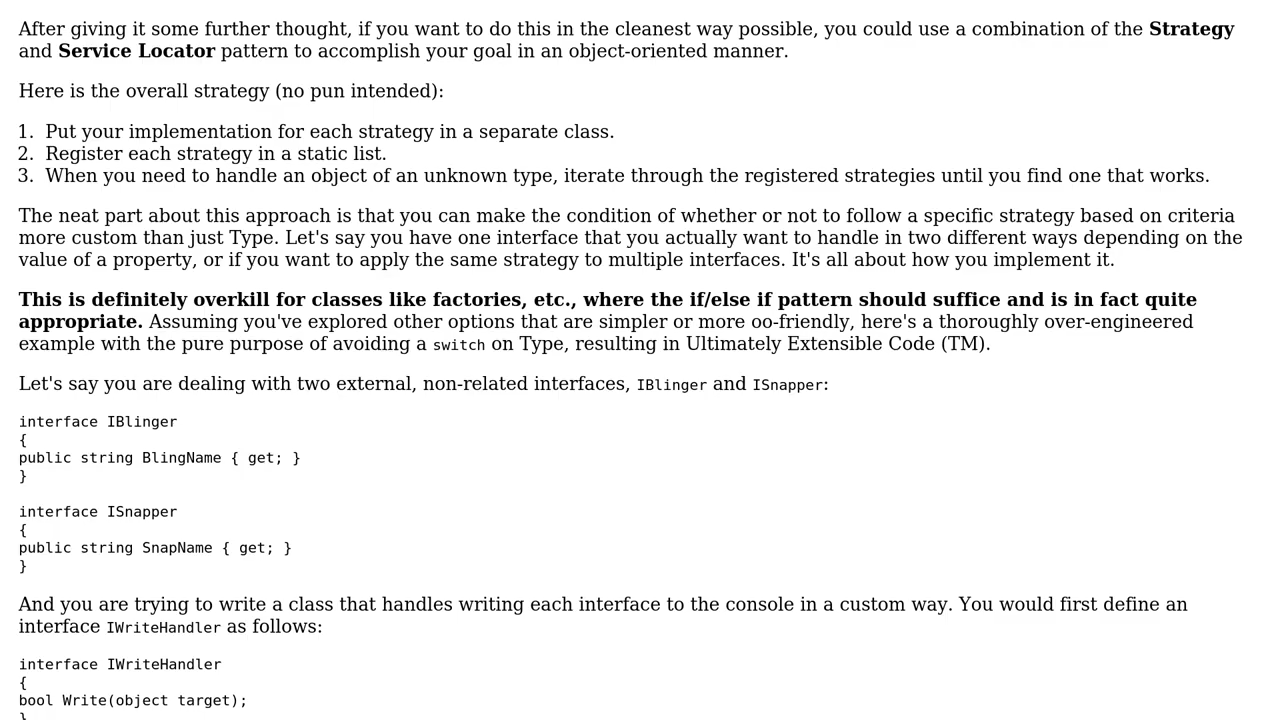 After giving it some further thought, if you want to do this in the cleanest way possible, you could use a combination of the Strategy
and Service Locator pattern to accomplish your goal in an object-oriented manner.
Here is the overall strategy (no pun intended):
1. Put your implementation for each strategy in a separate class.
2. Register each strategy in a static list.
3. When you need to handle an object of an unknown type, iterate through the registered strategies until you find one that works.
The neat part about this approach is that you can make the condition of whether or not to follow a specific strategy based on criteria
more custom than just Type. Let's say you have one interface that you actually want to handle in two different ways depending on the
value of a property, or if you want to apply the same strategy to multiple interfaces. It's all about how you implement it.
This is definitely overkill for classes like factories, etc., where the if/else if pattern should suffice and is in fact quite
appropriate. Assuming you've explored other options that are simpler or more oo-friendly, here's a thoroughly over-engineered
example with the pure purpose of avoiding a switch on Type, resulting in Ultimately Extensible Code (TM).
Let's say you are dealing with two external, non-related interfaces, IBlinger and ISnapper:
interface IBlinger
{
public string BlingName { get; }
}
interface ISnapper
{
public string SnapName { get; }
}
And you are trying to write a class that handles writing each interface to the console in a custom way. You would first define an
interface IWriteHandler as follows:
interface IWriteHandler
{
bool Write(object target);
}